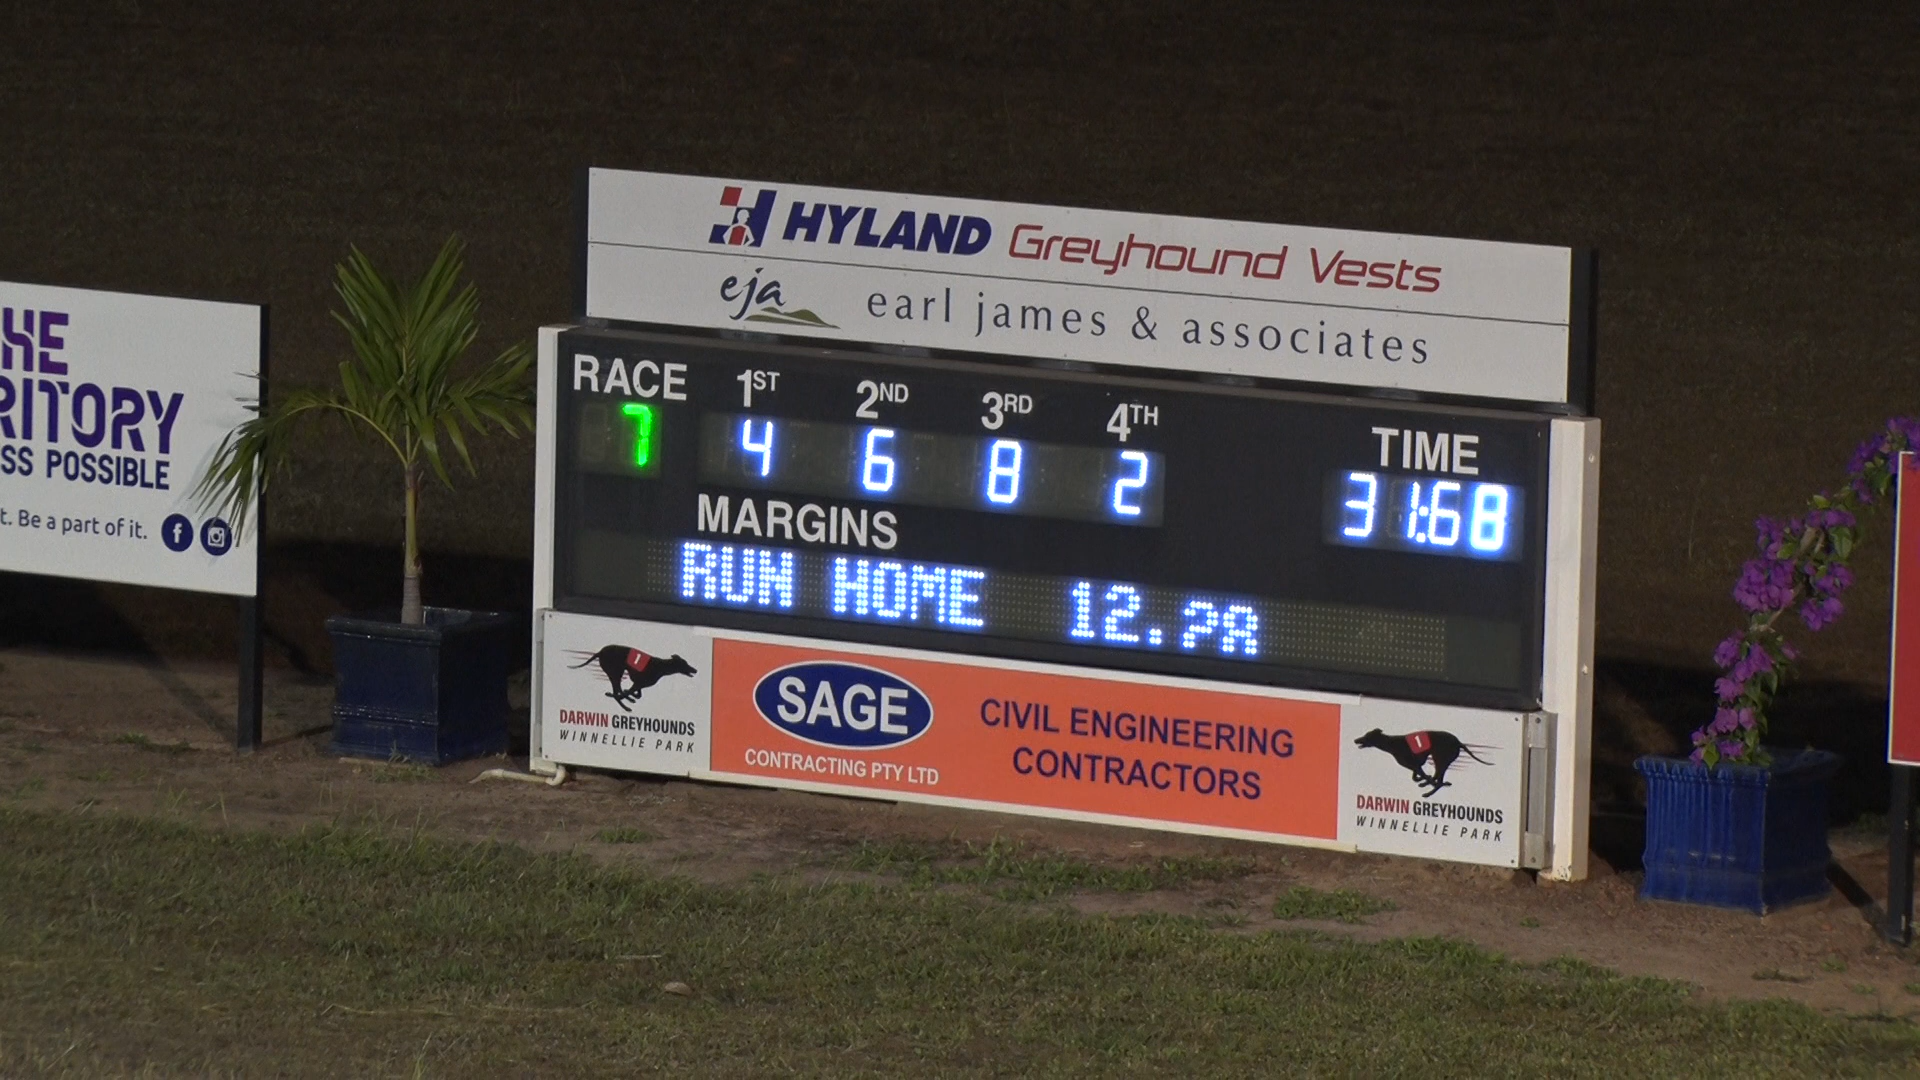 HE
RITORY
SS POSSIBLE
t. Be a part of it.
HYLAND Greyhound Vests
eja earl james & associates
RACE 1ST 2ND 3RD 4TH TIME
7 4 6 8 2 31:68
MARGINS
RUN HOME 12.
1
DARWIN GREYHOUNDS
WINNELLIE PARK
SAGE
CONTRACTING PTY LTD
CIVIL ENGINEERING
CONTRACTORS
1
DARWIN GREYHOUNDS
WINNELLIE PARK